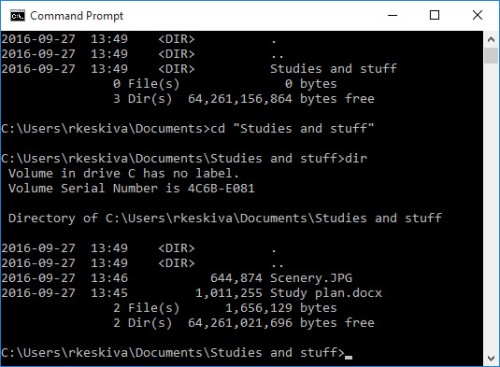 Command Prompt
2016-09-27  13:49    <DIR>          .
2016-09-27  13:49    <DIR>          ..
2016-09-27  13:49    <DIR>          Studies and stuff
               0 File(s)              0 bytes
               3 Dir(s)  64,261,156,864 bytes free
C:\Users\rkeskiva\Documents>cd "Studies and stuff"
C:\Users\rkeskiva\Documents\Studies and stuff>dir
 Volume in drive C has no label.
 Volume Serial Number is 4C6B-E081
 Directory of C:\Users\rkeskiva\Documents\Studies and stuff
2016-09-27  13:49    <DIR>          .
2016-09-27  13:49    <DIR>          ..
2016-09-27  13:46           644,874 Scenery.JPG
2016-09-27  13:45         1,011,255 Study plan.docx
               2 File(s)      1,656,129 bytes
               2 Dir(s)  64,261,021,696 bytes free
C:\Users\rkeskiva\Documents\Studies and stuff>